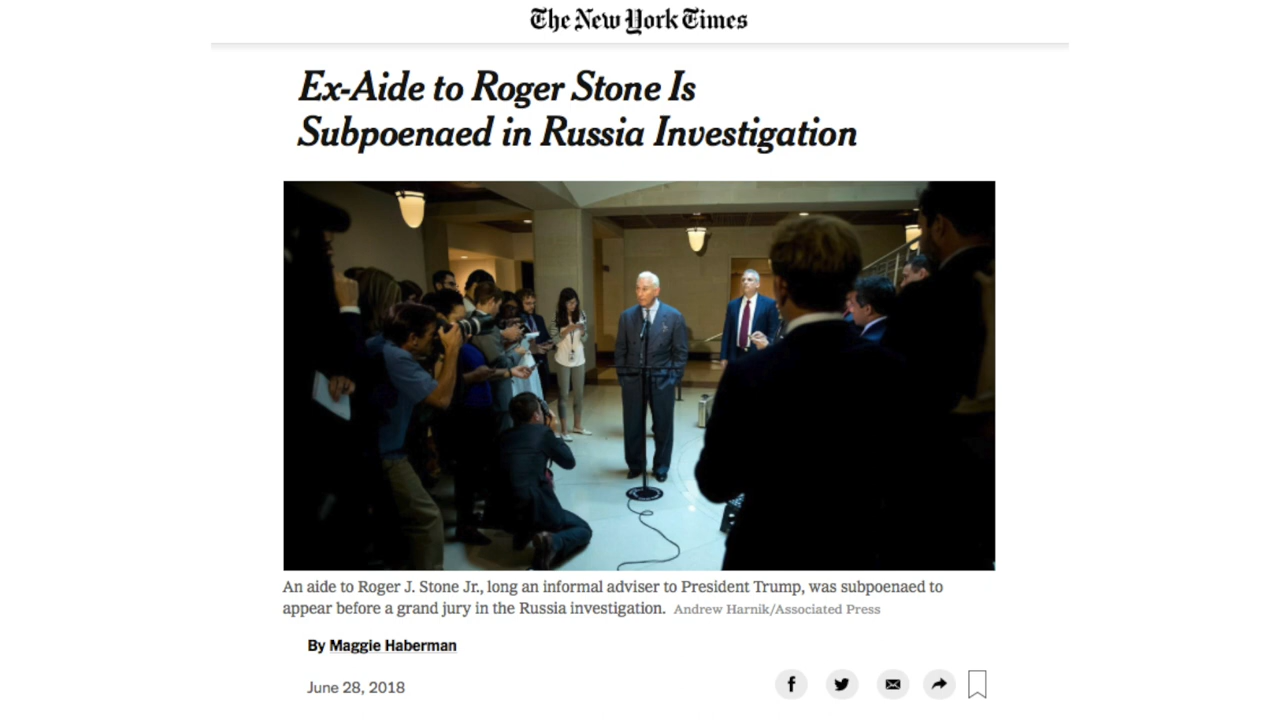 The New York Times
Ex-Aide to Roger Stone Is
Subpoenaed in Russia Investigation
An aide to Roger J. Stone Jr., long an informal adviser to President Trump, was subpoenaed to
appear before a grand jury in the Russia investigation. Andrew Harnik/Associated Press
By Maggie Haberman
June 28, 2018